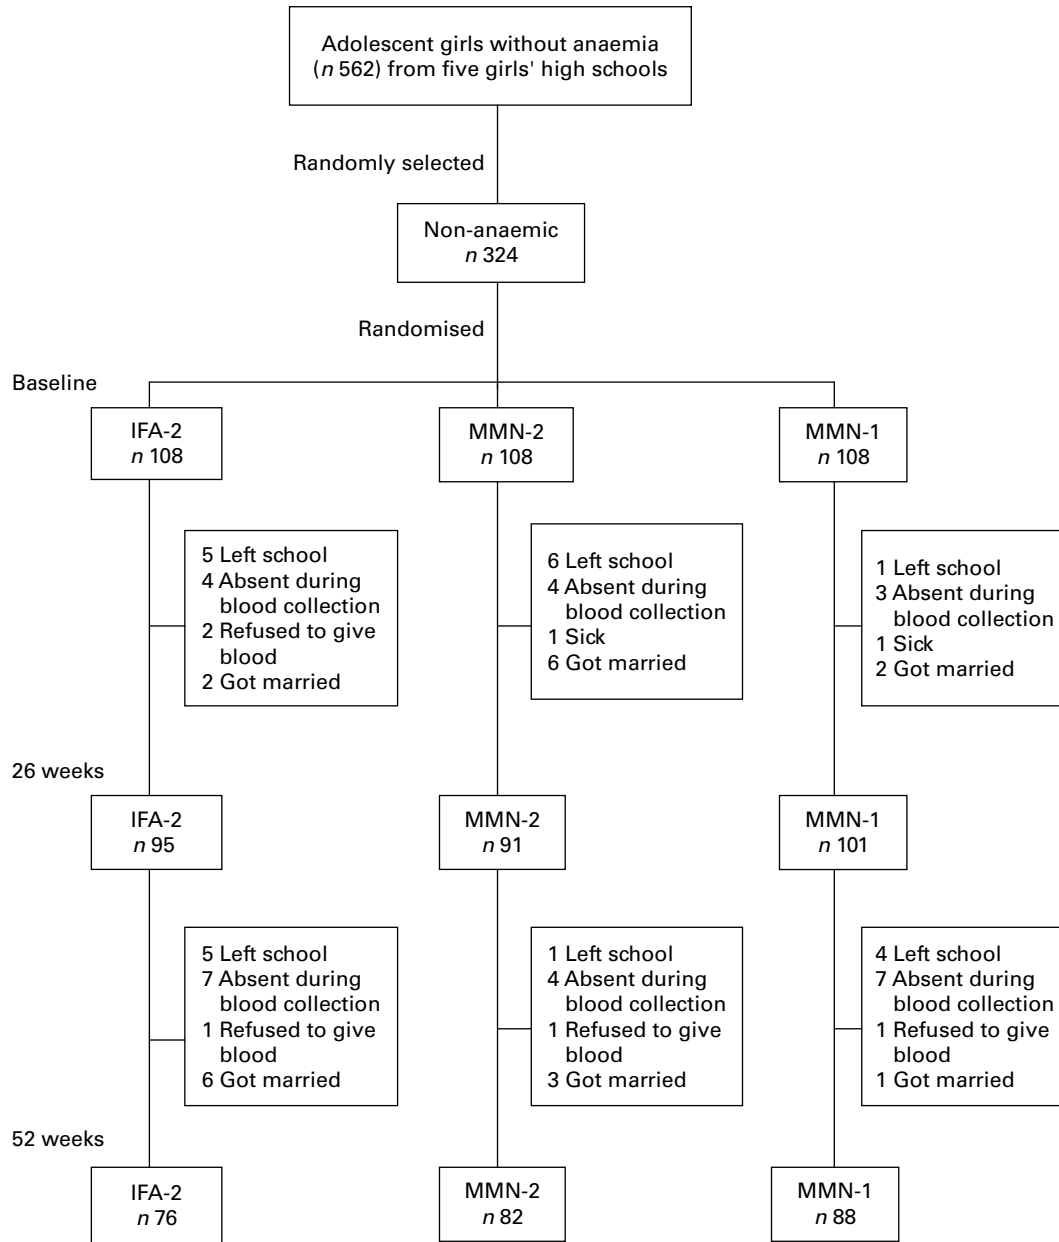 Adolescent girls without anaemia
(n 562) from five girls' high schools
Randomly selected
Non-anaemic
n 324
Randomised
Baseline
IFA-2
n 108
MMN-2
n 108
MMN-1
n 108
5 Left school
4 Absent during
blood collection
2 Refused to give
blood
2 Got married
6 Left school
4 Absent during
blood collection
1 Sick
6 Got married
1 Left school
3 Absent during
blood collection
1 Sick
2 Got married
26 weeks
IFA-2
n 95
MMN-2
n 91
MMN-1
n 101
5 Left school
7 Absent during
blood collection
1 Refused to give
blood
6 Got married
1 Left school
4 Absent during
blood collection
1 Refused to give
blood
3 Got married
4 Left school
7 Absent during
blood collection
1 Refused to give
blood
1 Got married
52 weeks
IFA-2
n 76
MMN-2
n 82
MMN-1
n 88